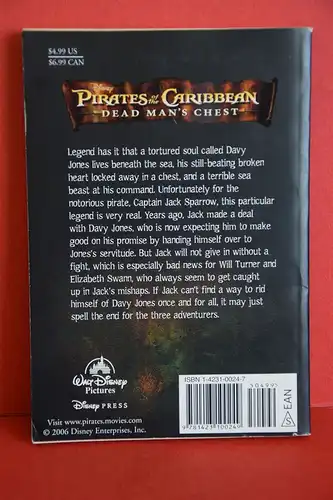 $4.99 US
$6.99 CAN
Disney
PIRATES of the CARIBBEAN
DEAD MAN'S CHEST
Legend has it that a tortured soul called Davy
Jones lives beneath the sea, his still-beating broken
heart locked away in a chest, and a terrible sea
beast at his command. Unfortunately for the
notorious pirate, Captain Jack Sparrow, this particular
legend is very real. Years ago, Jack made a deal
with Davy Jones, who is now expecting him to make
good on his promise by handing himself over to
Jones's servitude. But Jack will not give in without a
fight, which is especially bad news for Will Turner and
Elizabeth Swann, who always seem to get caught
up in Jack's mishaps. If Jack can't find a way to rid
himself of Davy Jones once and for all, it may just
spell the end for the three adventurers.
WALT DISNEY
Pictures
DISNEY PRESS
Visit www.pirates.movies.com
© 2006 Disney Enterprises, Inc.
ISBN 1-4231-0024-7
50499
9 781423 100249
S EAN